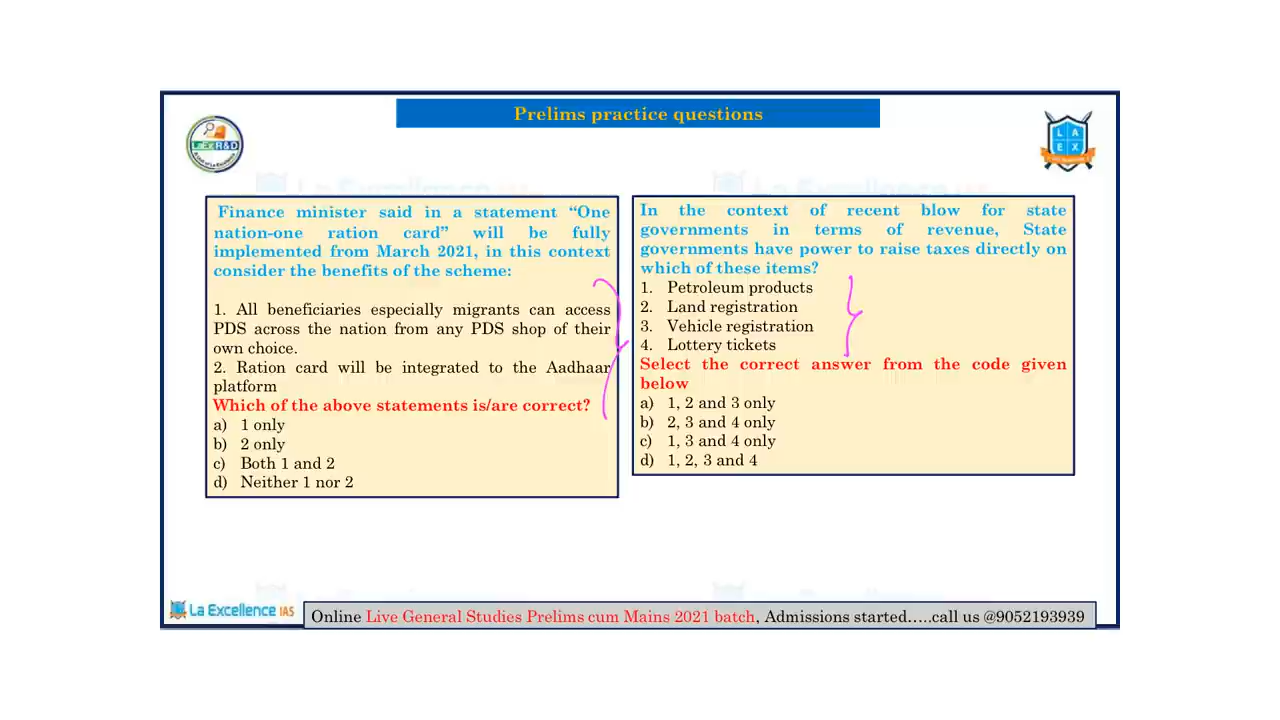 Prelims practice questions
LaEx R&D
L A
E X
La Excellence IAS
La Excellence IAS
Finance minister said in a statement “One
nation-one ration card” will be fully
implemented from March 2021, in this context
consider the benefits of the scheme:
1. All beneficiaries especially migrants can access
PDS across the nation from any PDS shop of their
own choice.
2. Ration card will be integrated to the Aadhaar
platform
Which of the above statements is/are correct?
a) 1 only
b) 2 only
c) Both 1 and 2
d) Neither 1 nor 2
In the context of recent blow for state
governments in terms of revenue, State
governments have power to raise taxes directly on
which of these items?
1. Petroleum products
2. Land registration
3. Vehicle registration
4. Lottery tickets
Select the correct answer from the code given
below
a) 1, 2 and 3 only
b) 2, 3 and 4 only
c) 1, 3 and 4 only
d) 1, 2, 3 and 4
La Excellence IAS
Online Live General Studies Prelims cum Mains 2021 batch, Admissions started…..call us @9052193939